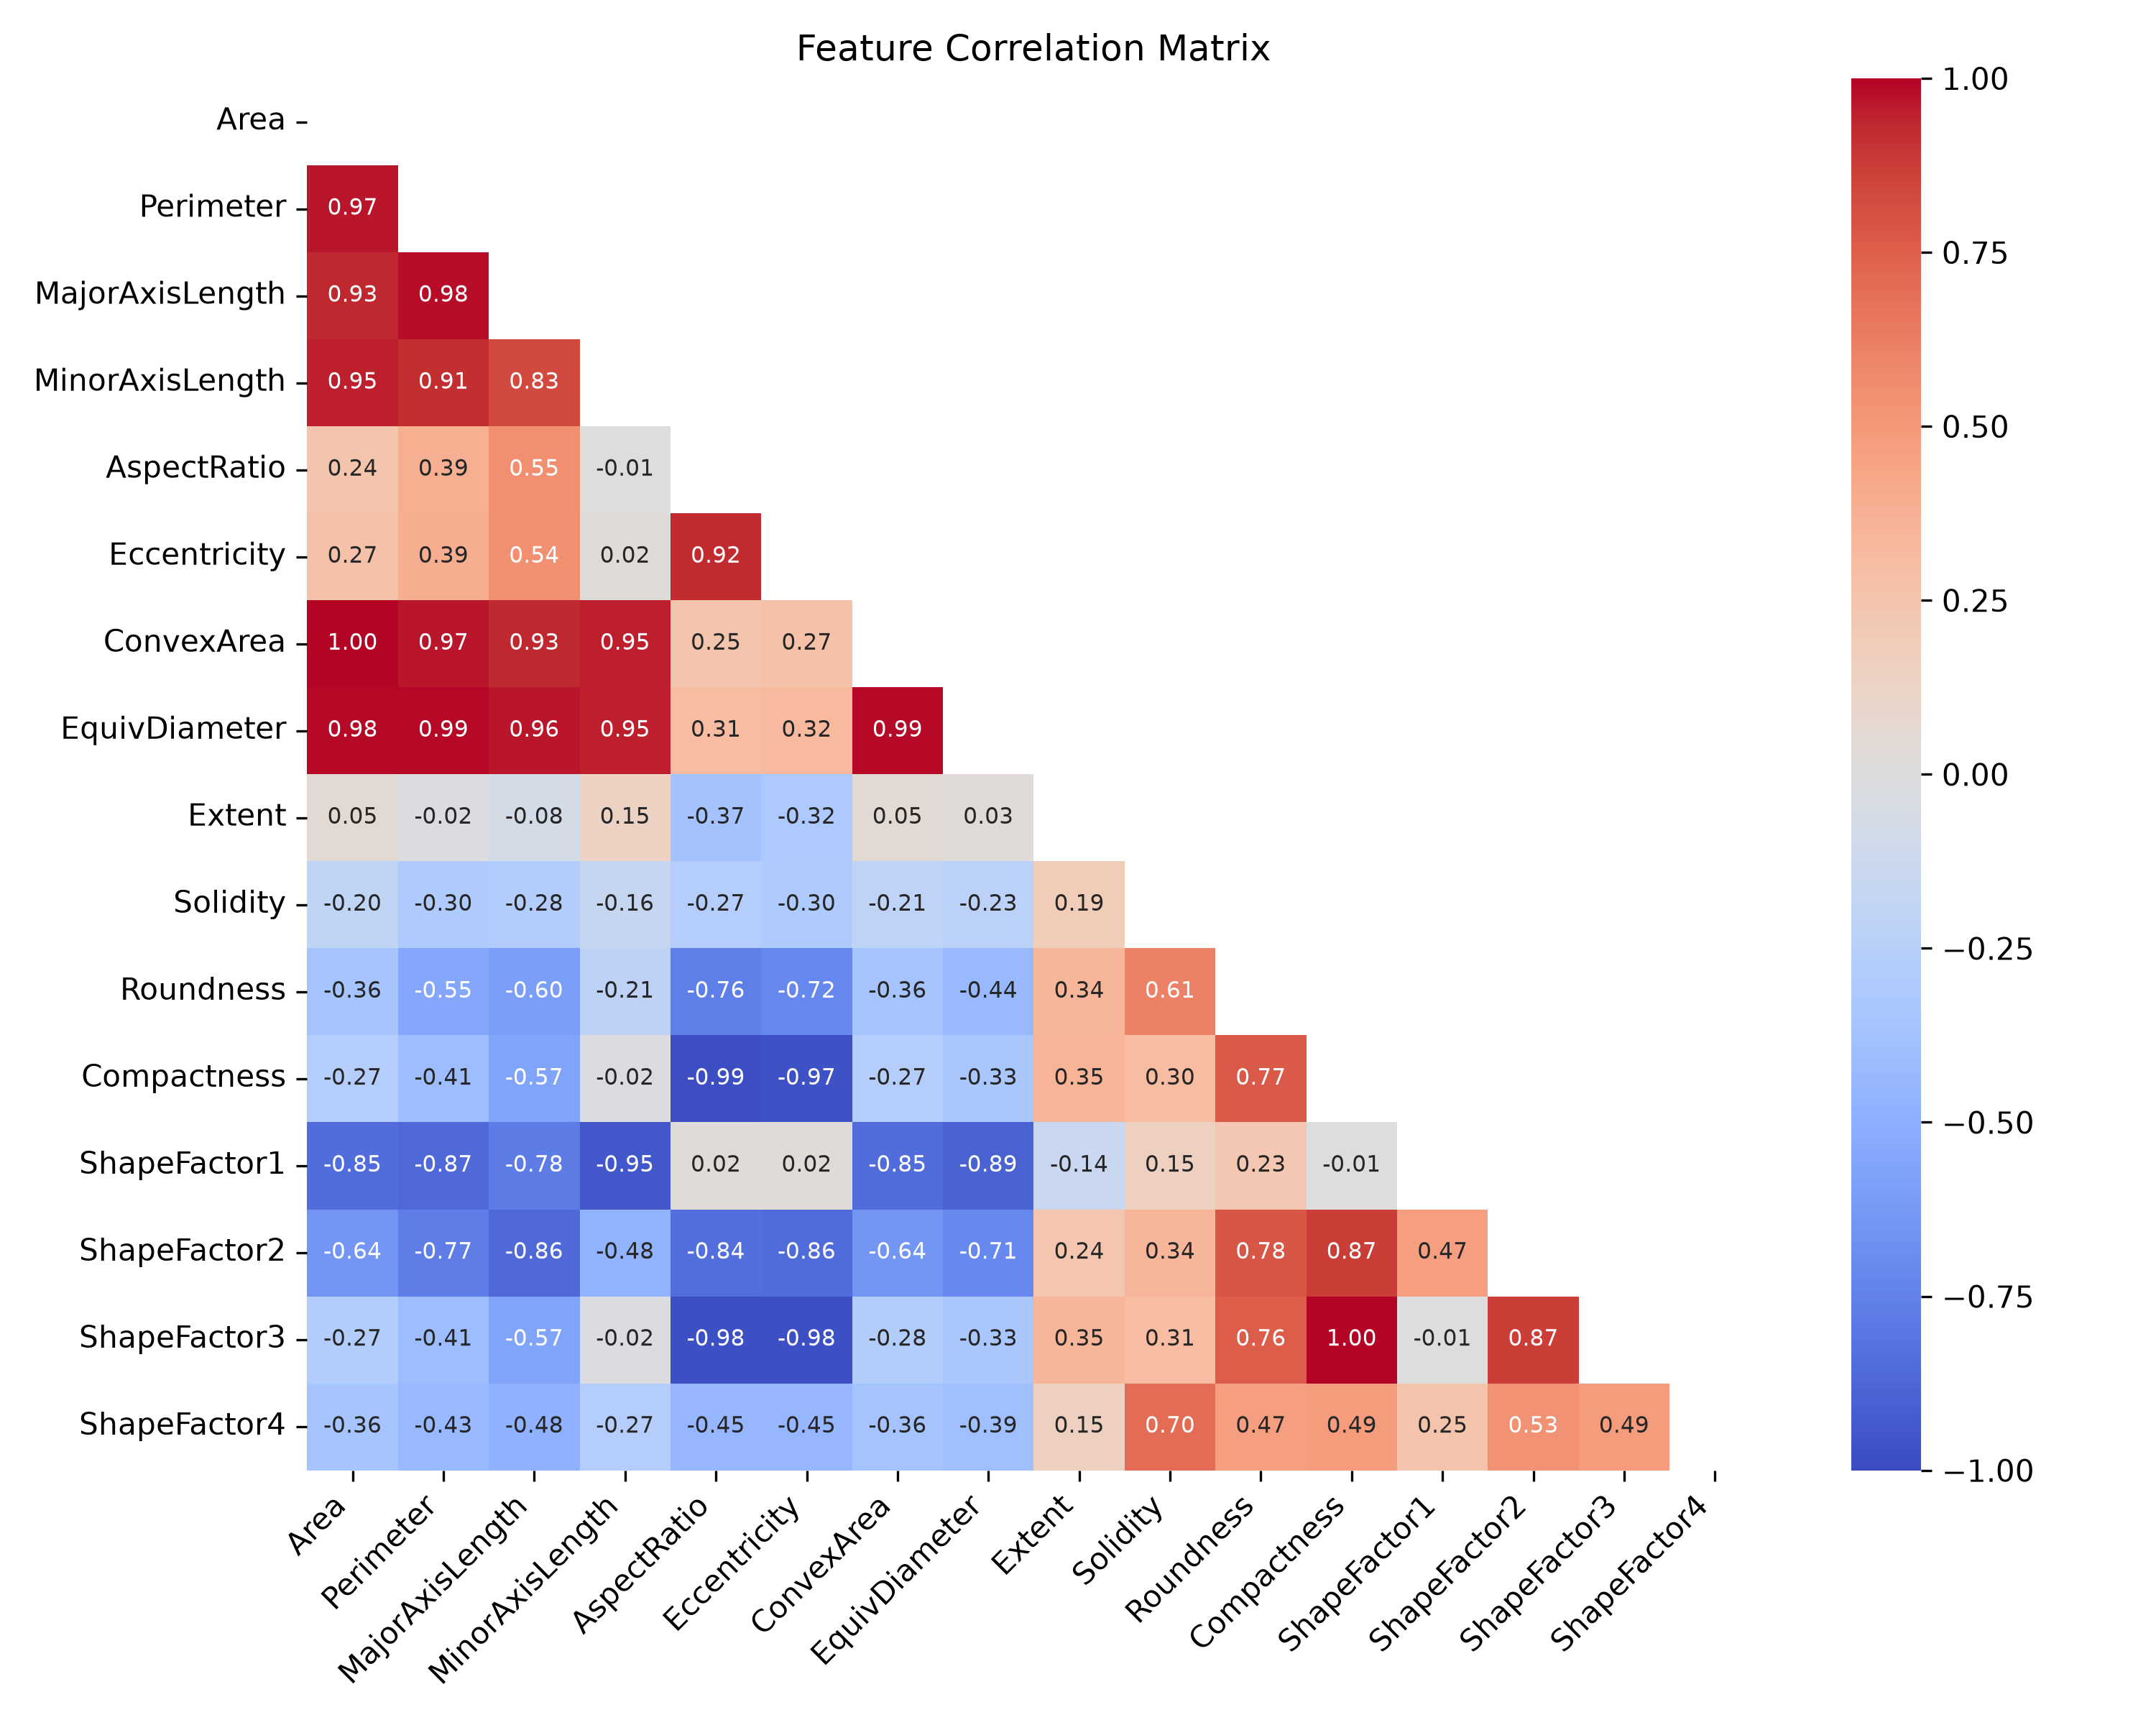 Feature Correlation Matrix
Area
Perimeter 0.97
MajorAxisLength 0.93 0.98
MinorAxisLength 0.95 0.91 0.83
AspectRatio 0.24 0.39 0.55 -0.01
Eccentricity 0.27 0.39 0.54 0.02 0.92
ConvexArea 1.00 0.97 0.93 0.95 0.25 0.27
EquivDiameter 0.98 0.99 0.96 0.95 0.31 0.32 0.99
Extent 0.05 -0.02 -0.08 0.15 -0.37 -0.32 0.05 0.03
Solidity -0.20 -0.30 -0.28 -0.16 -0.27 -0.30 -0.21 -0.23 0.19
Roundness -0.36 -0.55 -0.60 -0.21 -0.76 -0.72 -0.36 -0.44 0.34 0.61
Compactness -0.27 -0.41 -0.57 -0.02 -0.99 -0.97 -0.27 -0.33 0.35 0.30 0.77
ShapeFactor1 -0.85 -0.87 -0.78 -0.95 0.02 0.02 -0.85 -0.89 -0.14 0.15 0.23 -0.01
ShapeFactor2 -0.64 -0.77 -0.86 -0.48 -0.84 -0.86 -0.64 -0.71 0.24 0.34 0.78 0.87 0.47
ShapeFactor3 -0.27 -0.41 -0.57 -0.02 -0.98 -0.98 -0.28 -0.33 0.35 0.31 0.76 1.00 -0.01 0.87
ShapeFactor4 -0.36 -0.43 -0.48 -0.27 -0.45 -0.45 -0.36 -0.39 0.15 0.70 0.47 0.49 0.25 0.53 0.49
Area
Perimeter
MajorAxisLength
MinorAxisLength
AspectRatio
Eccentricity
ConvexArea
EquivDiameter
Extent
Solidity
Roundness
Compactness
ShapeFactor1
ShapeFactor2
ShapeFactor3
ShapeFactor4
1.00
0.75
0.50
0.25
0.00
−0.25
−0.50
−0.75
−1.00